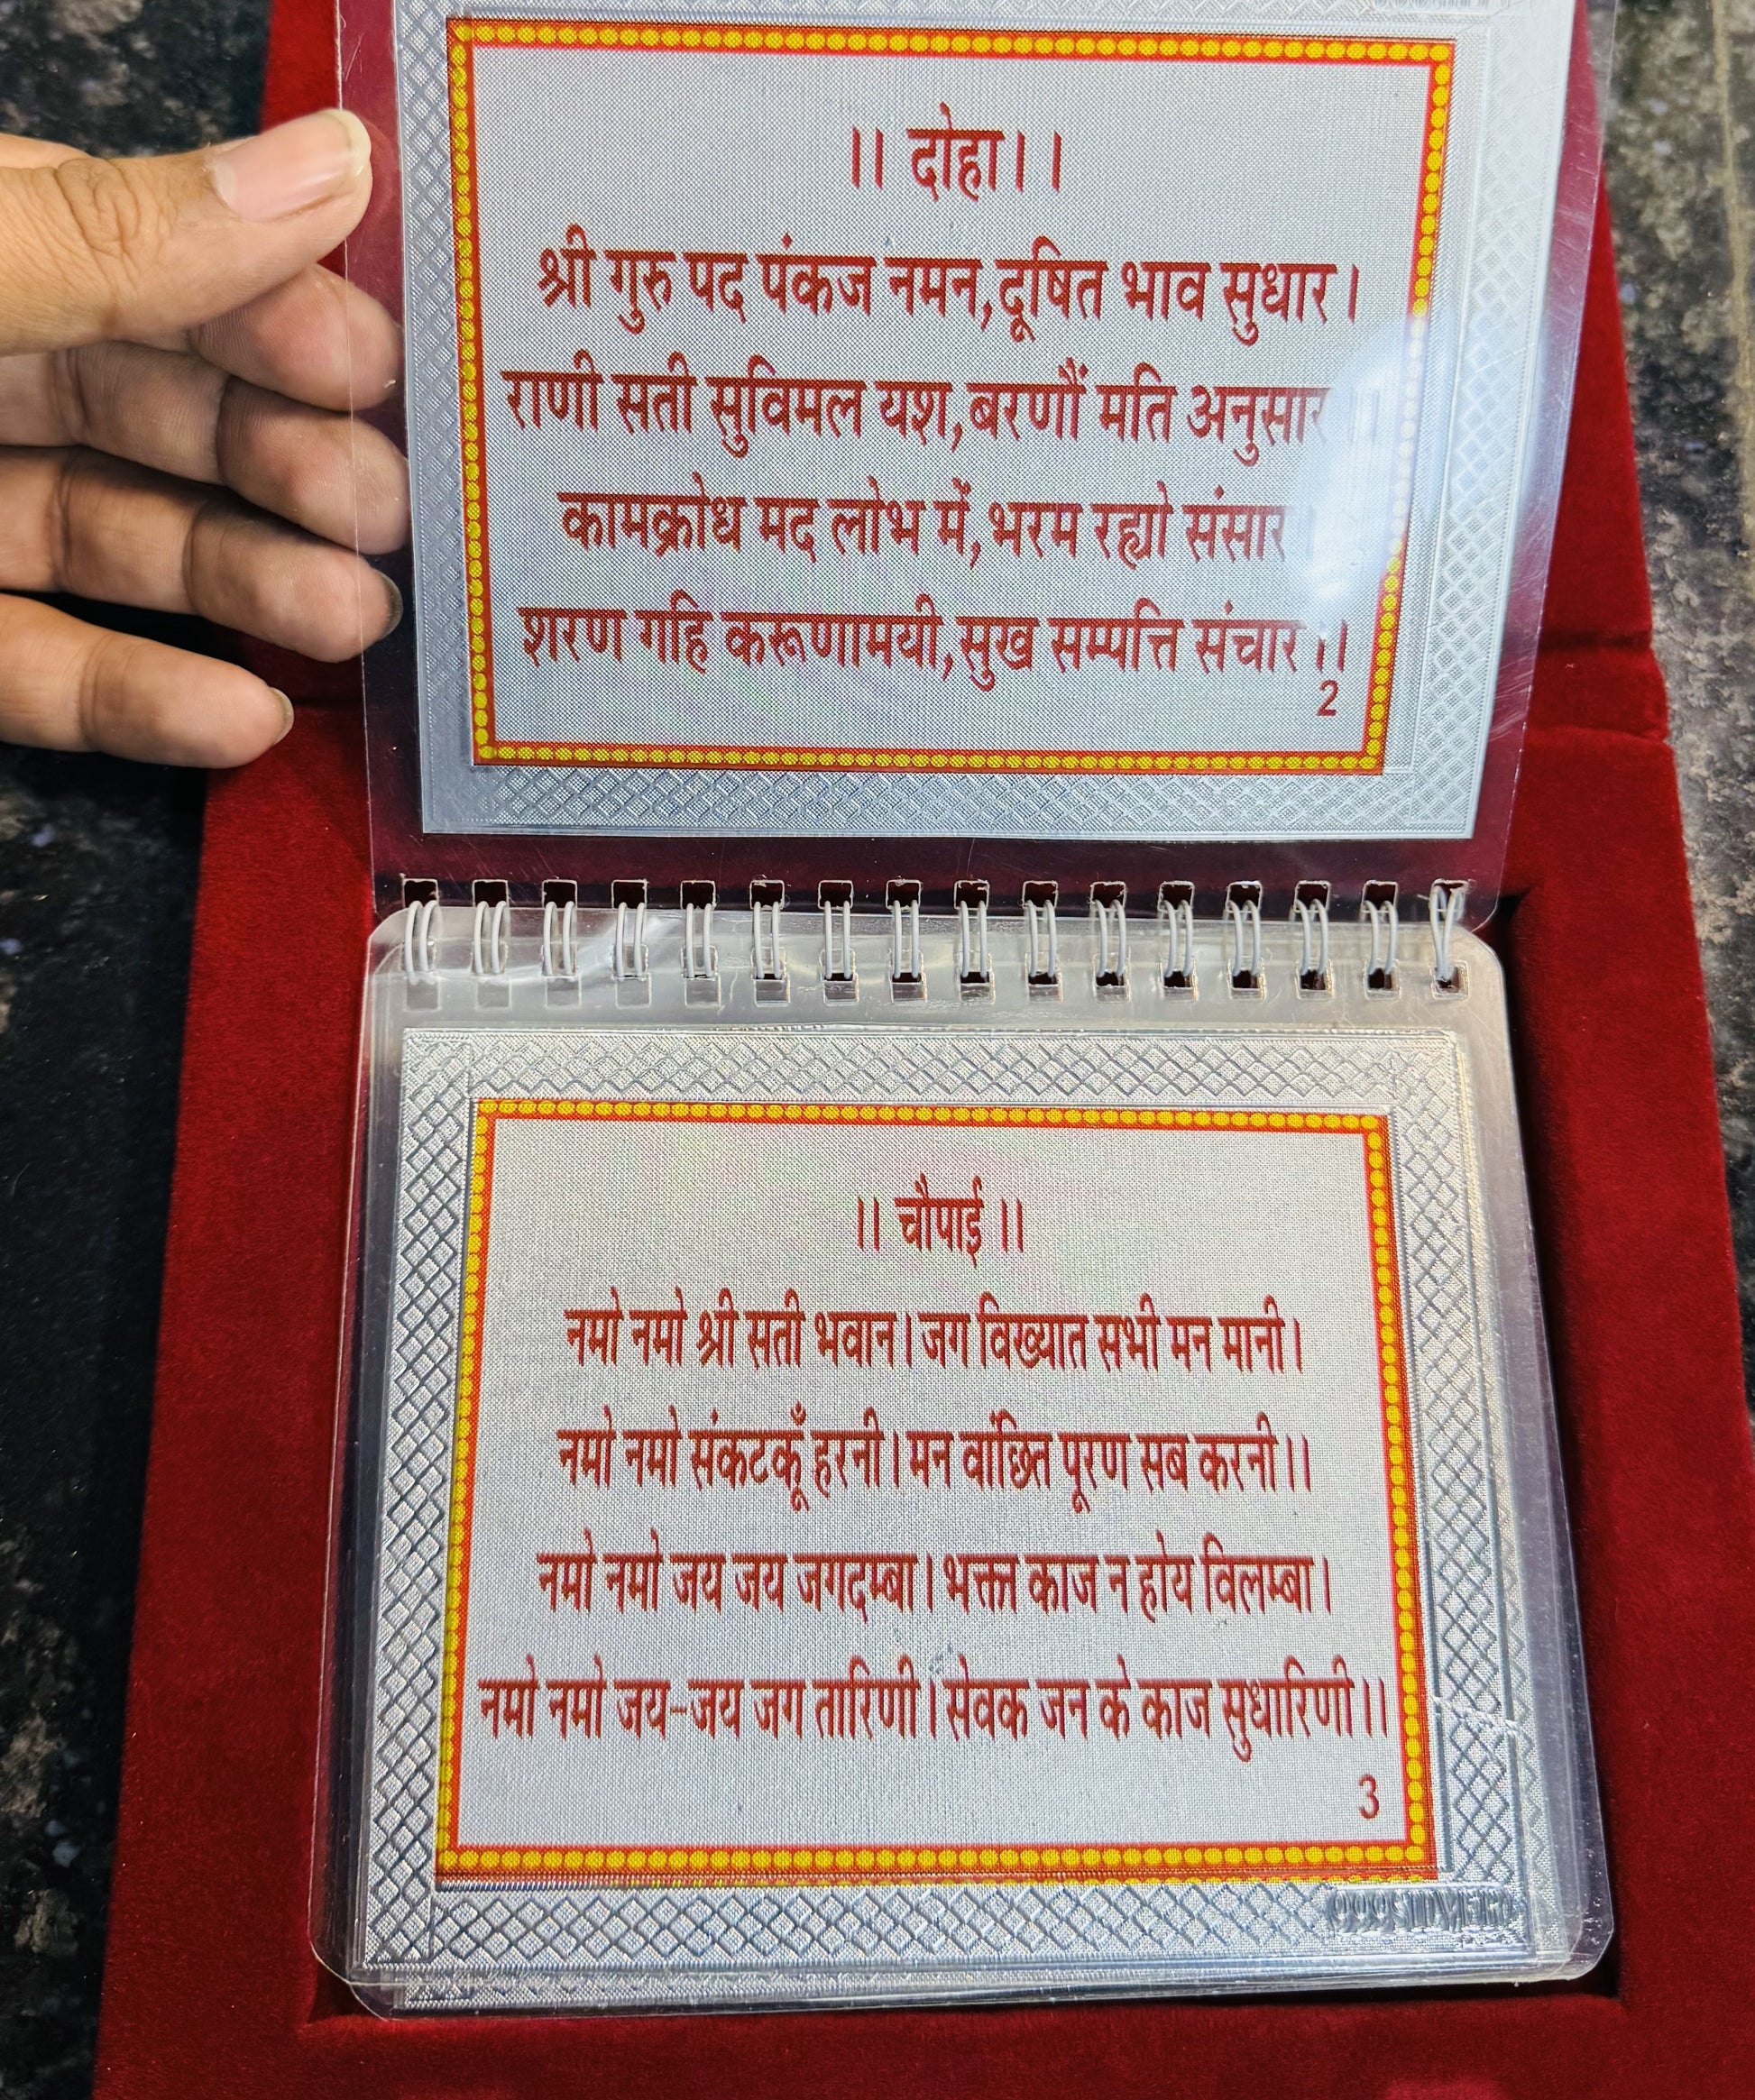 ।। दोहा।।
श्री गुरु पद पंकज नमन,दूषित भाव सुधार।
राणी सती सुविमल यश,बरणौं मति अनुसार ।।
कामक्रोध मद लोभ में,भरम रह्यो संसार ।
शरण गहि करूणामयी,सुख सम्पत्ति संचार ।।
2
।। चौपाई ।।
नमो नमो श्री सती भवान। जग विख्यात सभी मन मानी।
नमो नमो संकटकूँ हरनी। मन वांछित पूरण सब करनी।।
नमो नमो जय जय जगदम्बा। भक्त्त काज न होय विलम्बा।
नमो नमो जय-जय जग तारिणी। सेवक जन के काज सुधारिणी।।
3
999 SILVER